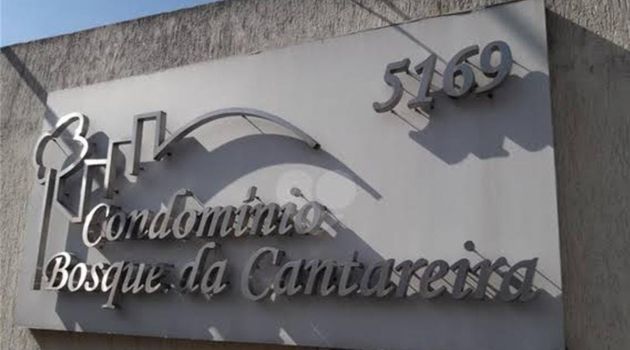 5169
Condomínio
Bosque da Cantareira